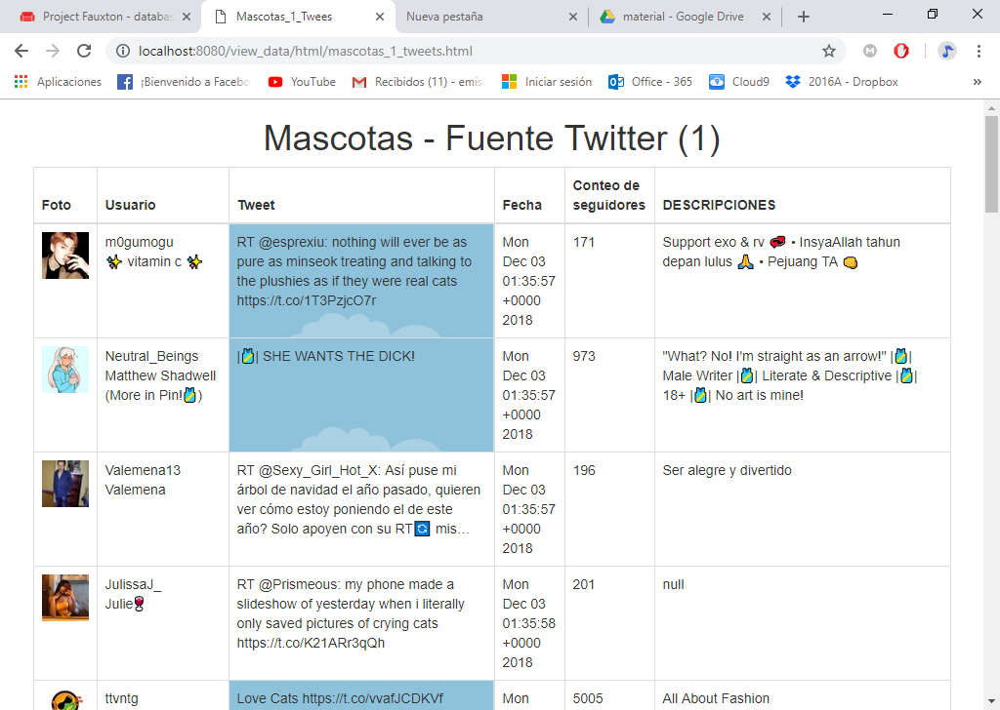 Project Fauxton - databas
Mascotas_1_Twees
Nueva pestaña
material - Google Drive
localhost:8080/view_data/html/mascotas_1_tweets.html
Aplicaciones
¡Bienvenido a Facebo
YouTube
Recibidos (11) - emis
Iniciar sesión
Office - 365
Cloud9
2016A - Dropbox
»
Mascotas - Fuente Twitter (1)
Foto
Usuario
Tweet
Fecha
Conteo de
seguidores
DESCRIPCIONES
m0gumogu
✨ vitamin c ✨
RT @esprexiu: nothing will ever be as
pure as minseok treating and talking to
the plushies as if they were real cats
https://t.co/1T3PzjcO7r
Mon
Dec 03
01:35:57
+0000
2018
171
Support exo & rv 💋 • InsyaAllah tahun
depan lulus 🙏 • Pejuang TA 👊
Neutral_Beings
Matthew Shadwell
(More in Pin!🎽)
|🎽| SHE WANTS THE DICK!
Mon
Dec 03
01:35:57
+0000
2018
973
"What? No! I'm straight as an arrow!" |🎽|
Male Writer |🎽| Literate & Descriptive |🎽|
18+ |🎽| No art is mine!
Valemena13
Valemena
RT @Sexy_Girl_Hot_X: Así puse mi
árbol de navidad el año pasado, quieren
ver cómo estoy poniendo el de este
año? Solo apoyen con su RT🔄 mis…
Mon
Dec 03
01:35:57
+0000
2018
196
Ser alegre y divertido
JulissaJ_
Julie🍷
RT @Prismeous: my phone made a
slideshow of yesterday when i literally
only saved pictures of crying cats
https://t.co/K21ARr3qQh
Mon
Dec 03
01:35:58
+0000
2018
201
null
ttvntg
Love Cats https://t.co/vvafJCDKVf
Mon
5005
All About Fashion